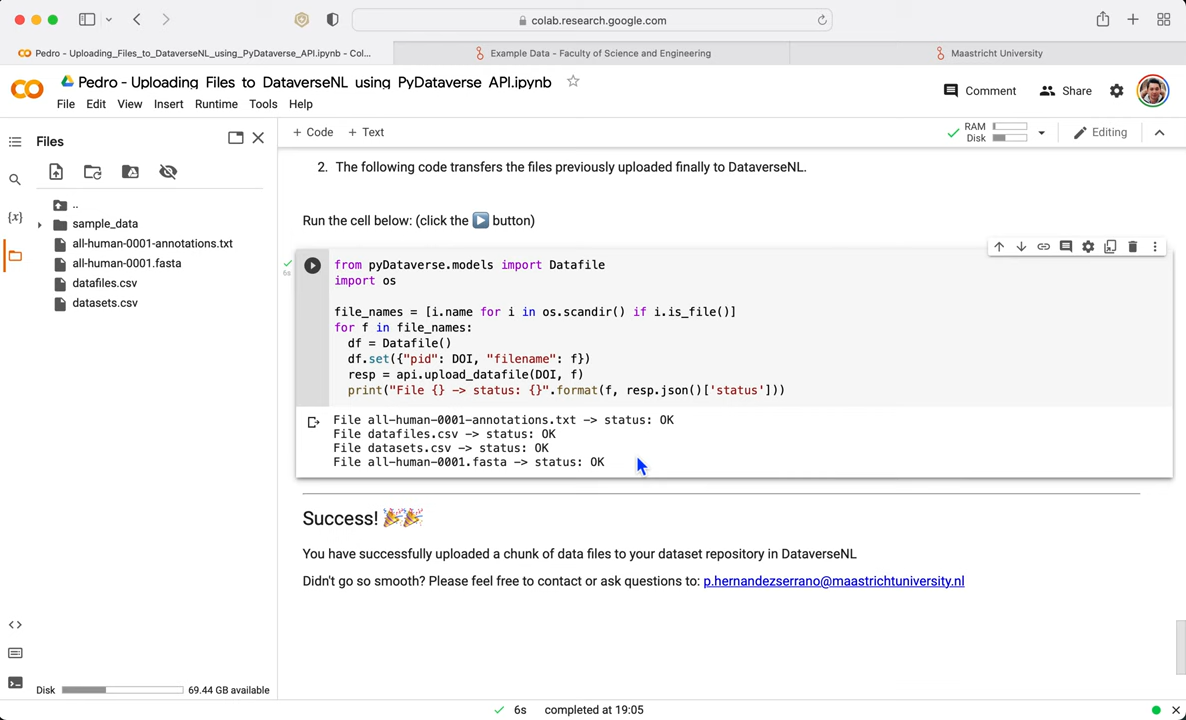 colab.research.google.com
Pedro - Uploading_Files_to_DataverseNL_using_PyDataverse_API.ipynb - Col...
Example Data - Faculty of Science and Engineering
Maastricht University
Pedro - Uploading Files to DataverseNL using PyDataverse API.ipynb
Comment
Share
File Edit View Insert Runtime Tools Help
Files
+ Code + Text
RAM
Disk
Editing
..
sample_data
all-human-0001-annotations.txt
all-human-0001.fasta
datafiles.csv
datasets.csv
{x}
2. The following code transfers the files previously uploaded finally to DataverseNL.
Run the cell below: (click the ▶ button)
6s
from pyDataverse.models import Datafile
import os
file_names = [i.name for i in os.scandir() if i.is_file()]
for f in file_names:
  df = Datafile()
  df.set({"pid": DOI, "filename": f})
  resp = api.upload_datafile(DOI, f)
  print("File {} -> status: {}".format(f, resp.json()['status']))
File all-human-0001-annotations.txt -> status: OK
File datafiles.csv -> status: OK
File datasets.csv -> status: OK
File all-human-0001.fasta -> status: OK
Success! 🎉🎉
You have successfully uploaded a chunk of data files to your dataset repository in DataverseNL
Didn't go so smooth? Please feel free to contact or ask questions to: p.hernandezserrano@maastrichtuniversity.nl
Disk 69.44 GB available
6s completed at 19:05